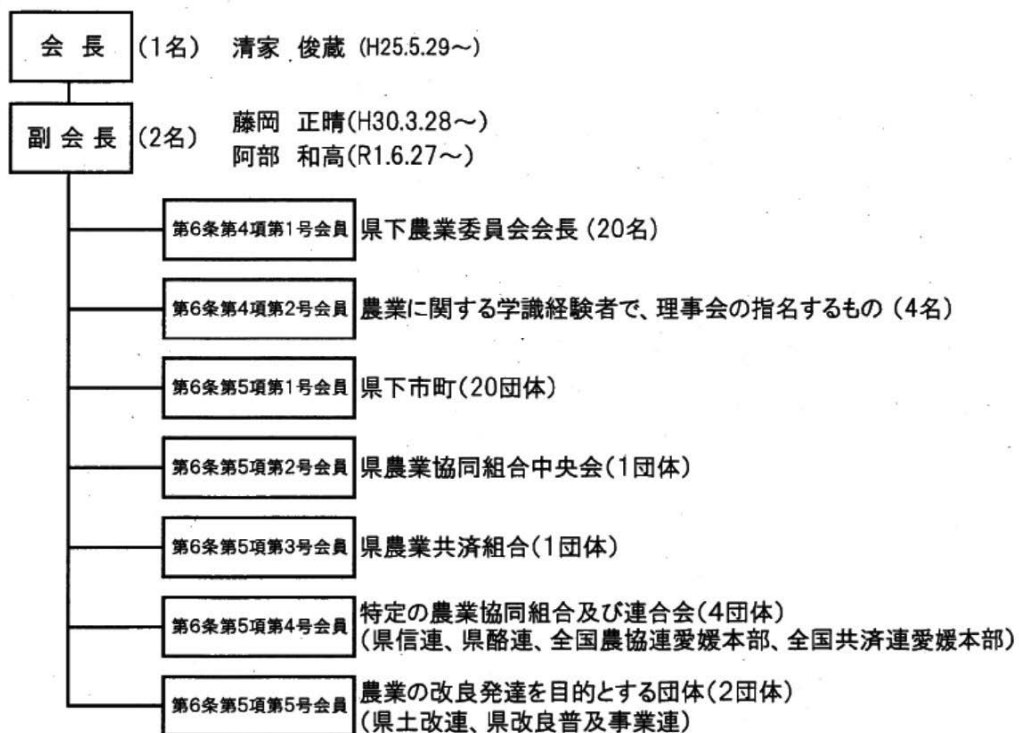 会 長 (1名) 清家 俊蔵 (H25.5.29～)
副 会 長 (2名) 藤岡 正晴(H30.3.28～)
阿部 和高(R1.6.27～)
第6条第4項第1号会員 県下農業委員会会長 (20名)
第6条第4項第2号会員 農業に関する学識経験者で、理事会の指名するもの (4名)
第6条第5項第1号会員 県下市町(20団体)
第6条第5項第2号会員 県農業協同組合中央会(1団体)
第6条第5項第3号会員 県農業共済組合(1団体)
第6条第5項第4号会員 特定の農業協同組合及び連合会(4団体)
(県信連、県酪連、全国農協連愛媛本部、全国共済連愛媛本部)
第6条第5項第5号会員 農業の改良発達を目的とする団体(2団体)
(県土改連、県改良普及事業連)